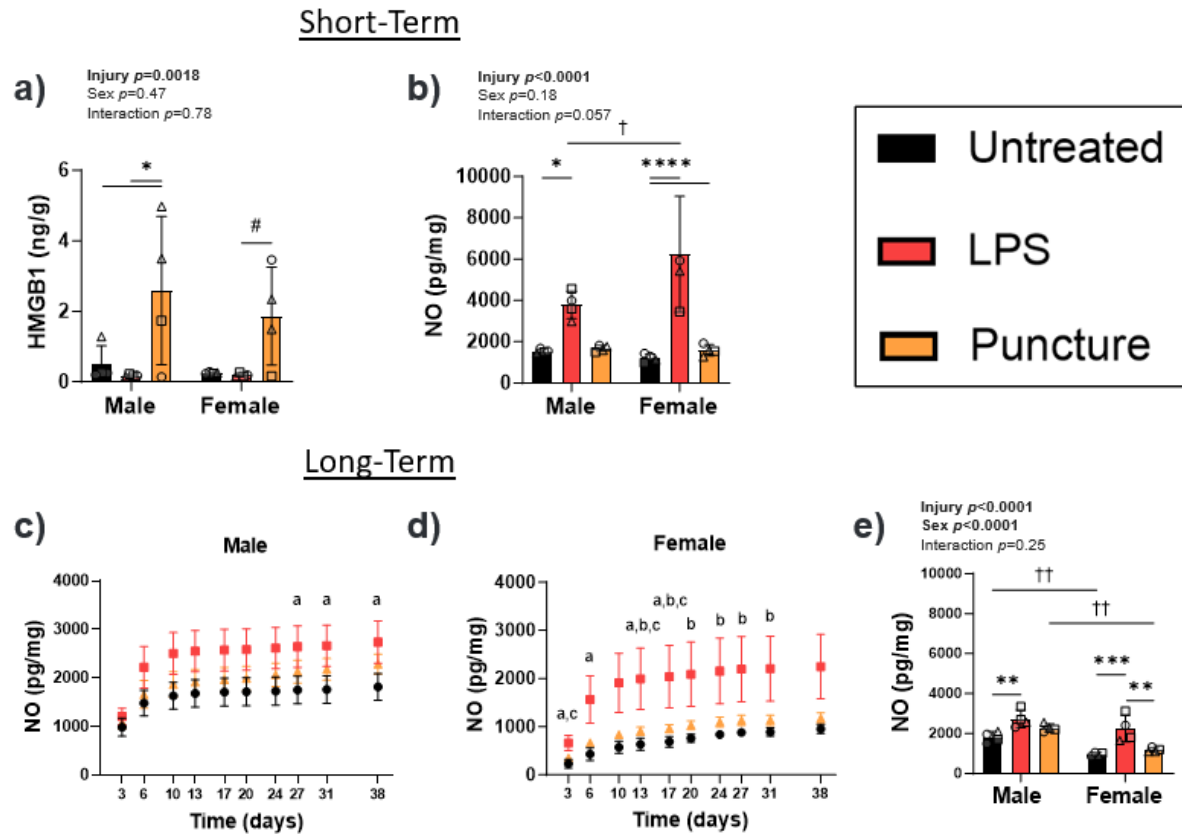 Short-Term
a)
Injury p=0.0018
Sex p=0.47
Interaction p=0.78
HMGB1 (ng/g)
6
4
2
0
*
#
Male Female
b)
Injury p<0.0001
Sex p=0.18
Interaction p=0.057
†
* ****
NO (pg/mg)
10000
8000
6000
4000
2000
0
Male Female
Untreated
LPS
Puncture
Long-Term
c)
Male
NO (pg/mg)
4000
3000
2000
1000
0
a a a
3 6 10 13 17 20 24 27 31 38
Time (days)
d)
Female
NO (pg/mg)
4000
3000
2000
1000
0
a,c a a,b,c a,b,c b b b b
3 6 10 13 17 20 24 27 31 38
Time (days)
e)
Injury p<0.0001
Sex p<0.0001
Interaction p=0.25
††
††
** *** **
NO (pg/mg)
10000
8000
6000
4000
2000
0
Male Female